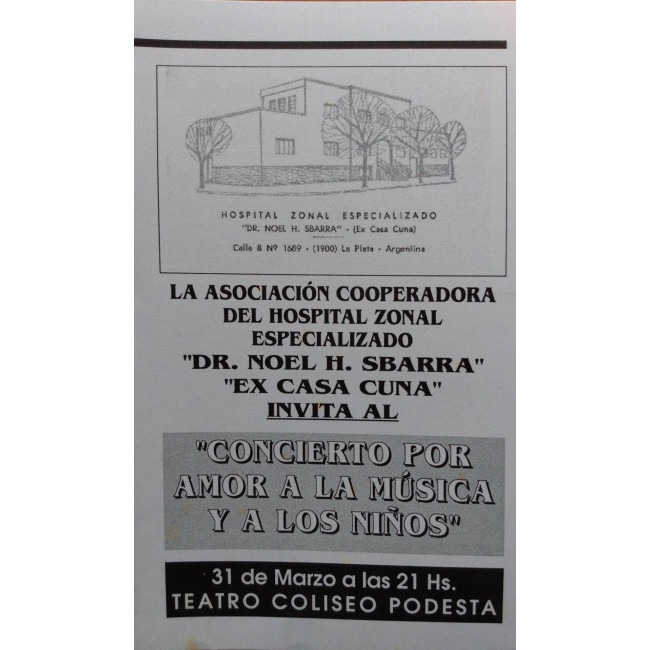 HOSPITAL ZONAL ESPECIALIZADO
"DR. NOEL H. SBARRA" - (Ex Casa Cuna)
Calle 8 Nº 1689 - (1900) La Plata - Argentina
LA ASOCIACIÓN COOPERADORA
DEL HOSPITAL ZONAL
ESPECIALIZADO
"DR. NOEL H. SBARRA"
"EX CASA CUNA"
INVITA AL
"CONCIERTO POR
AMOR A LA MÚSICA
Y A LOS NIÑOS"
31 de Marzo a las 21 Hs.
TEATRO COLISEO PODESTA